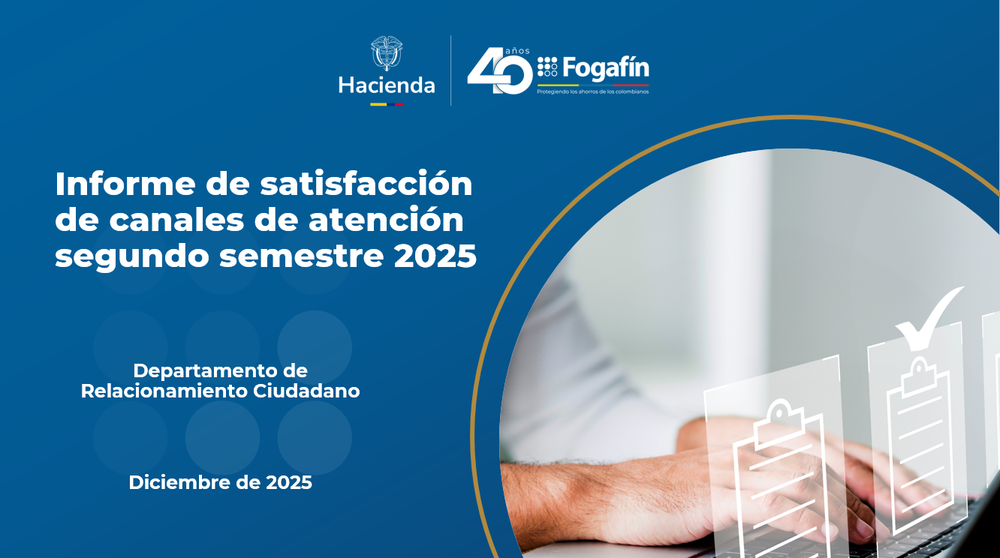 Hacienda
40 años
Fogafín
Protegiendo los ahorros de los colombianos
Informe de satisfacción
de canales de atención
segundo semestre 2025
Departamento de
Relacionamiento Ciudadano
Diciembre de 2025